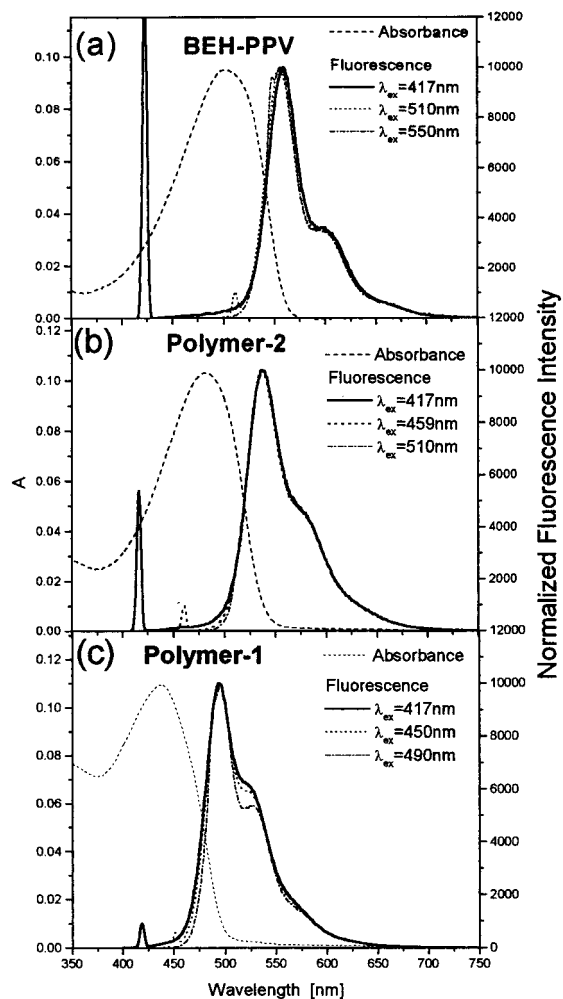 (a)
BEH-PPV
Absorbance
Fluorescence
λex=417nm
λex=510nm
λex=550nm
0.10
0.08
0.06
0.04
0.02
0.00
12000
10000
8000
6000
4000
2000
12000
(b)
Polymer-2
Absorbance
Fluorescence
λex=417nm
λex=459nm
λex=510nm
0.12
0.10
0.08
0.06
0.04
0.02
0.00
10000
8000
6000
4000
2000
12000
(c)
Polymer-1
Absorbance
Fluorescence
λex=417nm
λex=450nm
λex=490nm
0.12
0.10
0.08
0.06
0.04
0.02
0.00
10000
8000
6000
4000
2000
0
A
Normalized Fluorescence Intensity
350 400 450 500 550 600 650 700 750
Wavelength [nm]